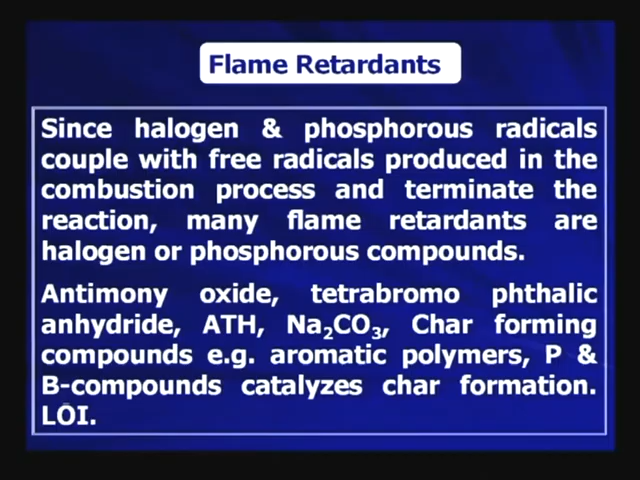 Flame Retardants
Since halogen & phosphorous radicals
couple with free radicals produced in the
combustion process and terminate the
reaction, many flame retardants are
halogen or phosphorous compounds.
Antimony oxide, tetrabromo phthalic
anhydride, ATH, Na₂CO₃, Char forming
compounds e.g. aromatic polymers, P &
B-compounds catalyzes char formation.
LOI.